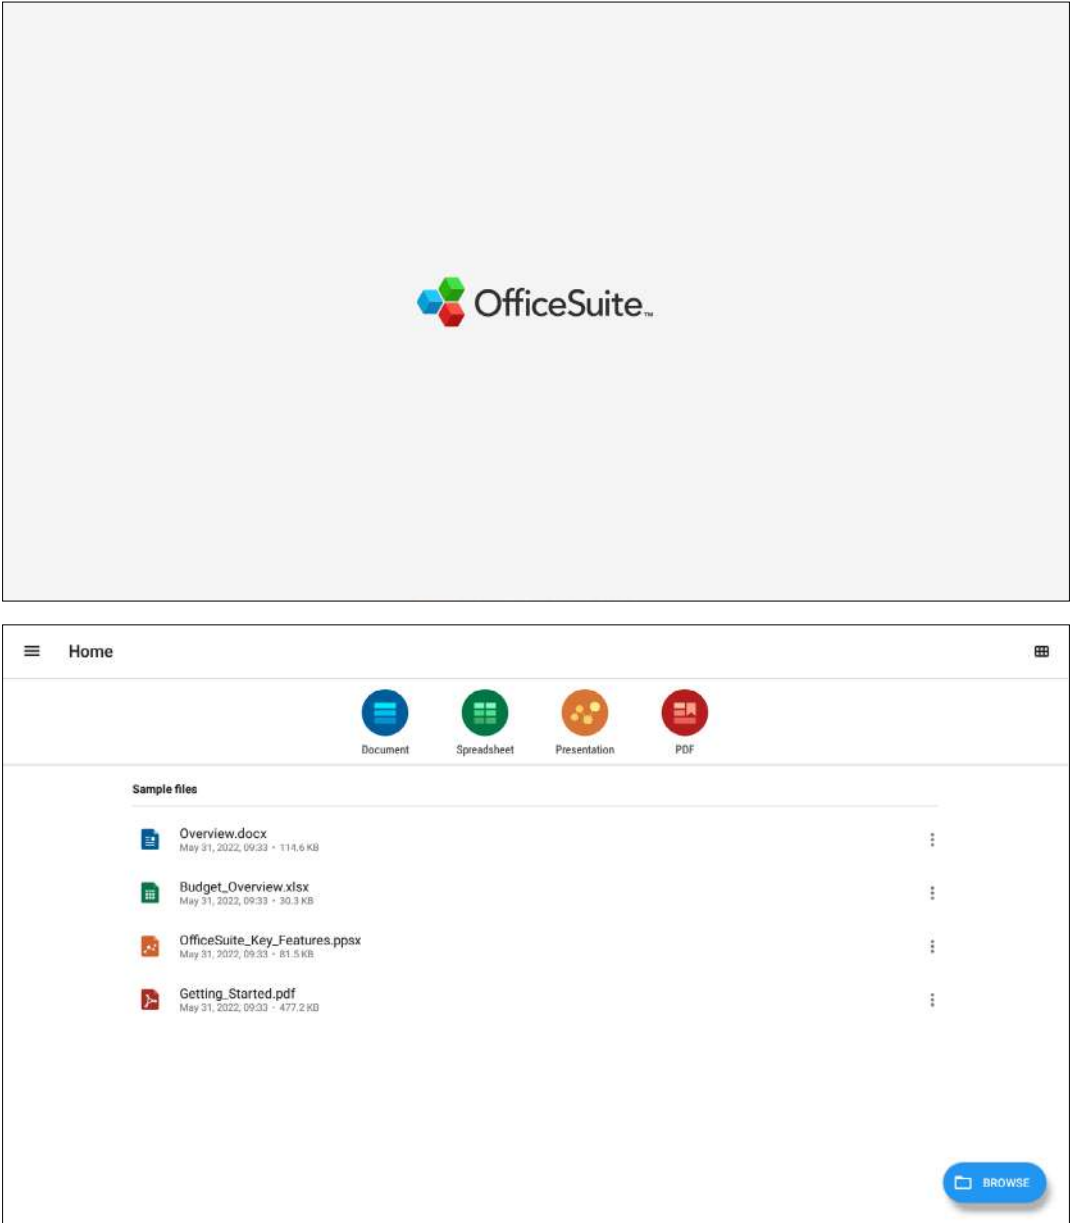 OfficeSuite™
Home
Document Spreadsheet Presentation PDF
Sample files
Overview.docx
May 31, 2022, 09:33 • 114.6 KB
Budget_Overview.xlsx
May 31, 2022, 09:33 • 30.3 KB
OfficeSuite_Key_Features.ppsx
May 31, 2022, 09:33 • 81.5 KB
Getting_Started.pdf
May 31, 2022, 09:33 • 477.2 KB
BROWSE